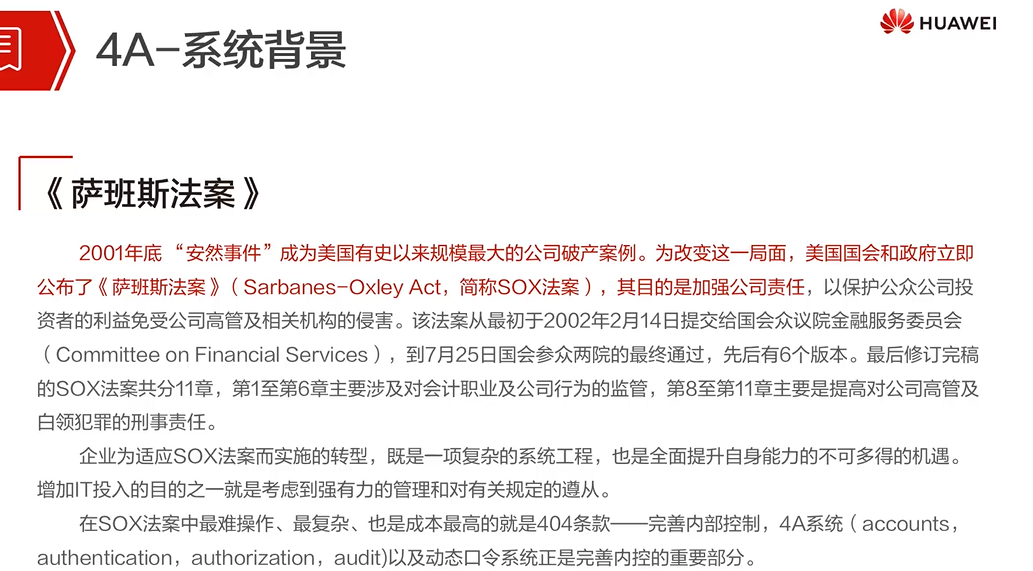 HUAWEI
4A-系统背景
《萨班斯法案》
2001年底 “安然事件”成为美国有史以来规模最大的公司破产案例。为改变这一局面，美国国会和政府立即
公布了《萨班斯法案》（Sarbanes-Oxley Act，简称SOX法案），其目的是加强公司责任，以保护公众公司投
资者的利益免受公司高管及相关机构的侵害。该法案从最初于2002年2月14日提交给国会众议院金融服务委员会
（Committee on Financial Services），到7月25日国会参众两院的最终通过，先后有6个版本。最后修订完稿
的SOX法案共分11章，第1至第6章主要涉及对会计职业及公司行为的监管，第8至第11章主要是提高对公司高管及
白领犯罪的刑事责任。
企业为适应SOX法案而实施的转型，既是一项复杂的系统工程，也是全面提升自身能力的不可多得的机遇。
增加IT投入的目的之一就是考虑到强有力的管理和对有关规定的遵从。
在SOX法案中最难操作、最复杂、也是成本最高的就是404条款——完善内部控制，4A系统（accounts，
authentication，authorization，audit)以及动态口令系统正是完善内控的重要部分。